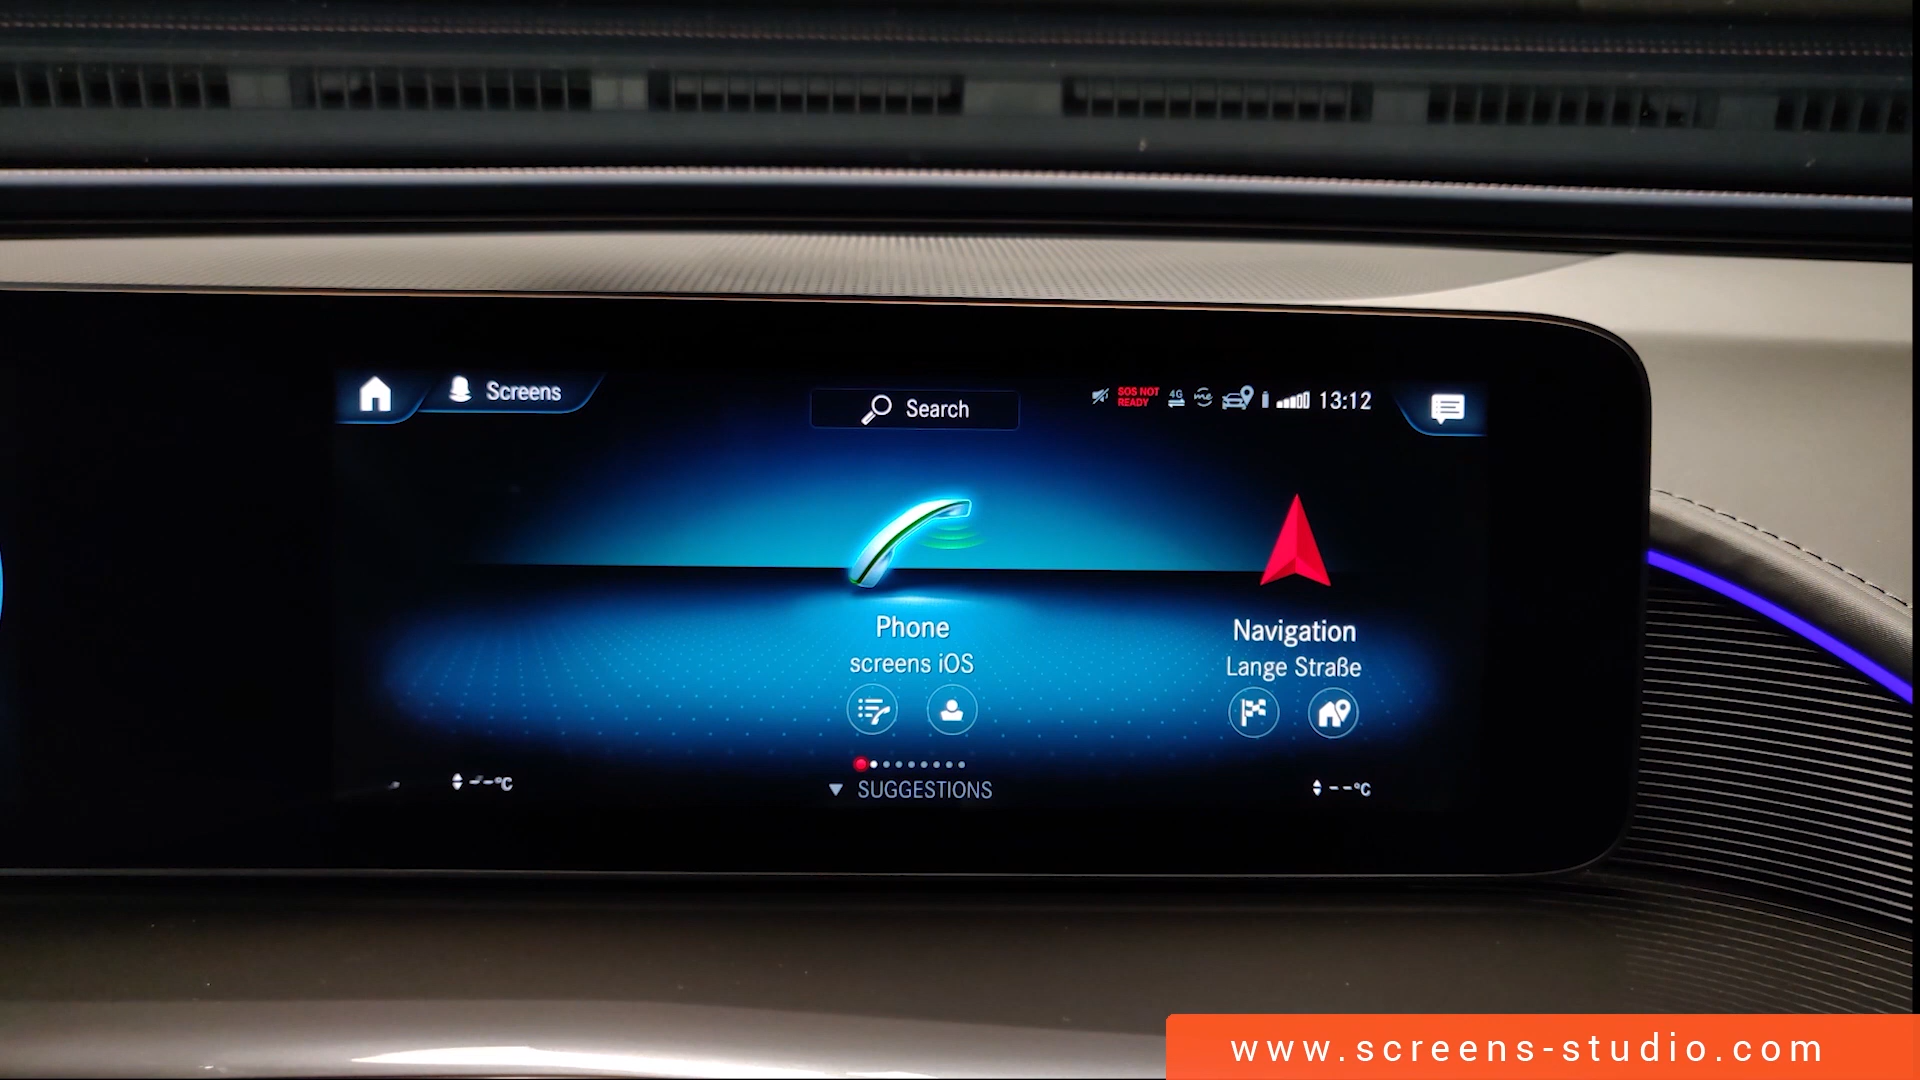 Screens
Search
SOS NOT
READY
4G
me
13:12
Phone
screens iOS
Navigation
Lange Straße
SUGGESTIONS
--°C
--°C
www.screens-studio.com